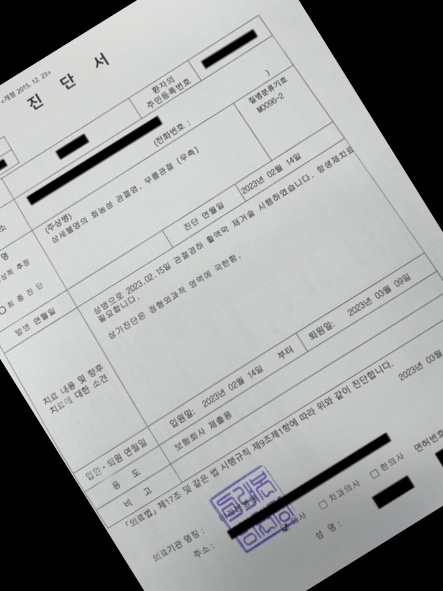 <개정 2015. 12. 23>
진 단 서
환자의
주민등록번호
(전화번호 :
)
(주상병)
상세불명의 화농성 관절염, 무릎관절 (우측)
질병분류기호
M0096-2
진단 연월일
2023년 02월 14일
최 종 진 단
발병 연월일
상병으로 2023.02.15일 관절경하 활액막 제거술 시행하였습니다. 항생제치료
필요합니다.
상기진단은 정형외과적 영역에 국한함.
치료 내용 및 향후
치료에 대한 소견
입원·퇴원 연월일
입원일: 2023년 02월 14일 부터
퇴원일: 2023년 03월 09일
용 도
보험회사 제출용
비 고
「의료법」 제17조 및 같은 법 시행규칙 제9조제1항에 따라 위와 같이 진단합니다.
2023년 03월
의료기관 명칭 :
주소 :
□ 치과의사 □ 한의사 면허번호
성 명 :